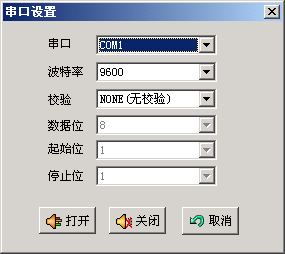 串口设置
串口 COM1
波特率 9600
校验 NONE(无校验)
数据位 8
起始位 1
停止位 1
打开 关闭 取消